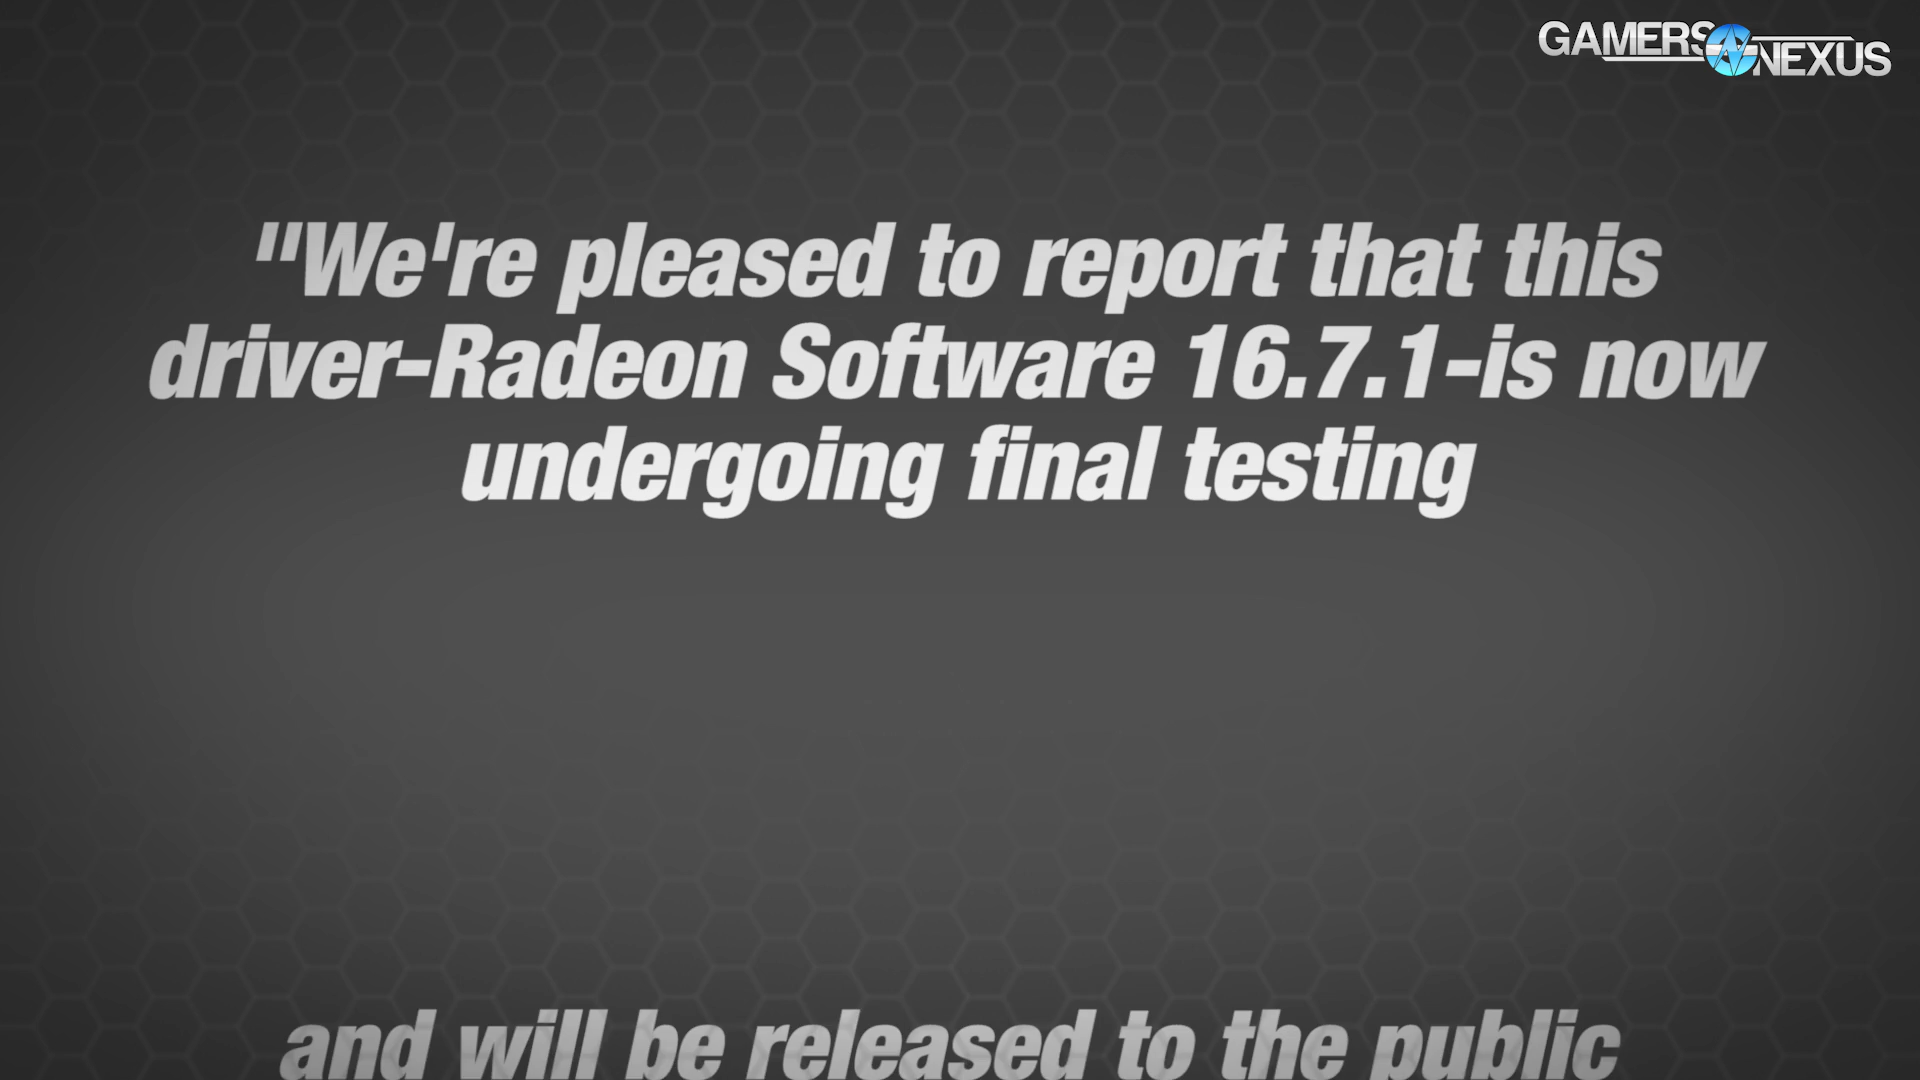 GAMERS NEXUS
"We're pleased to report that this
driver-Radeon Software 16.7.1-is now
undergoing final testing
and will be released to the public